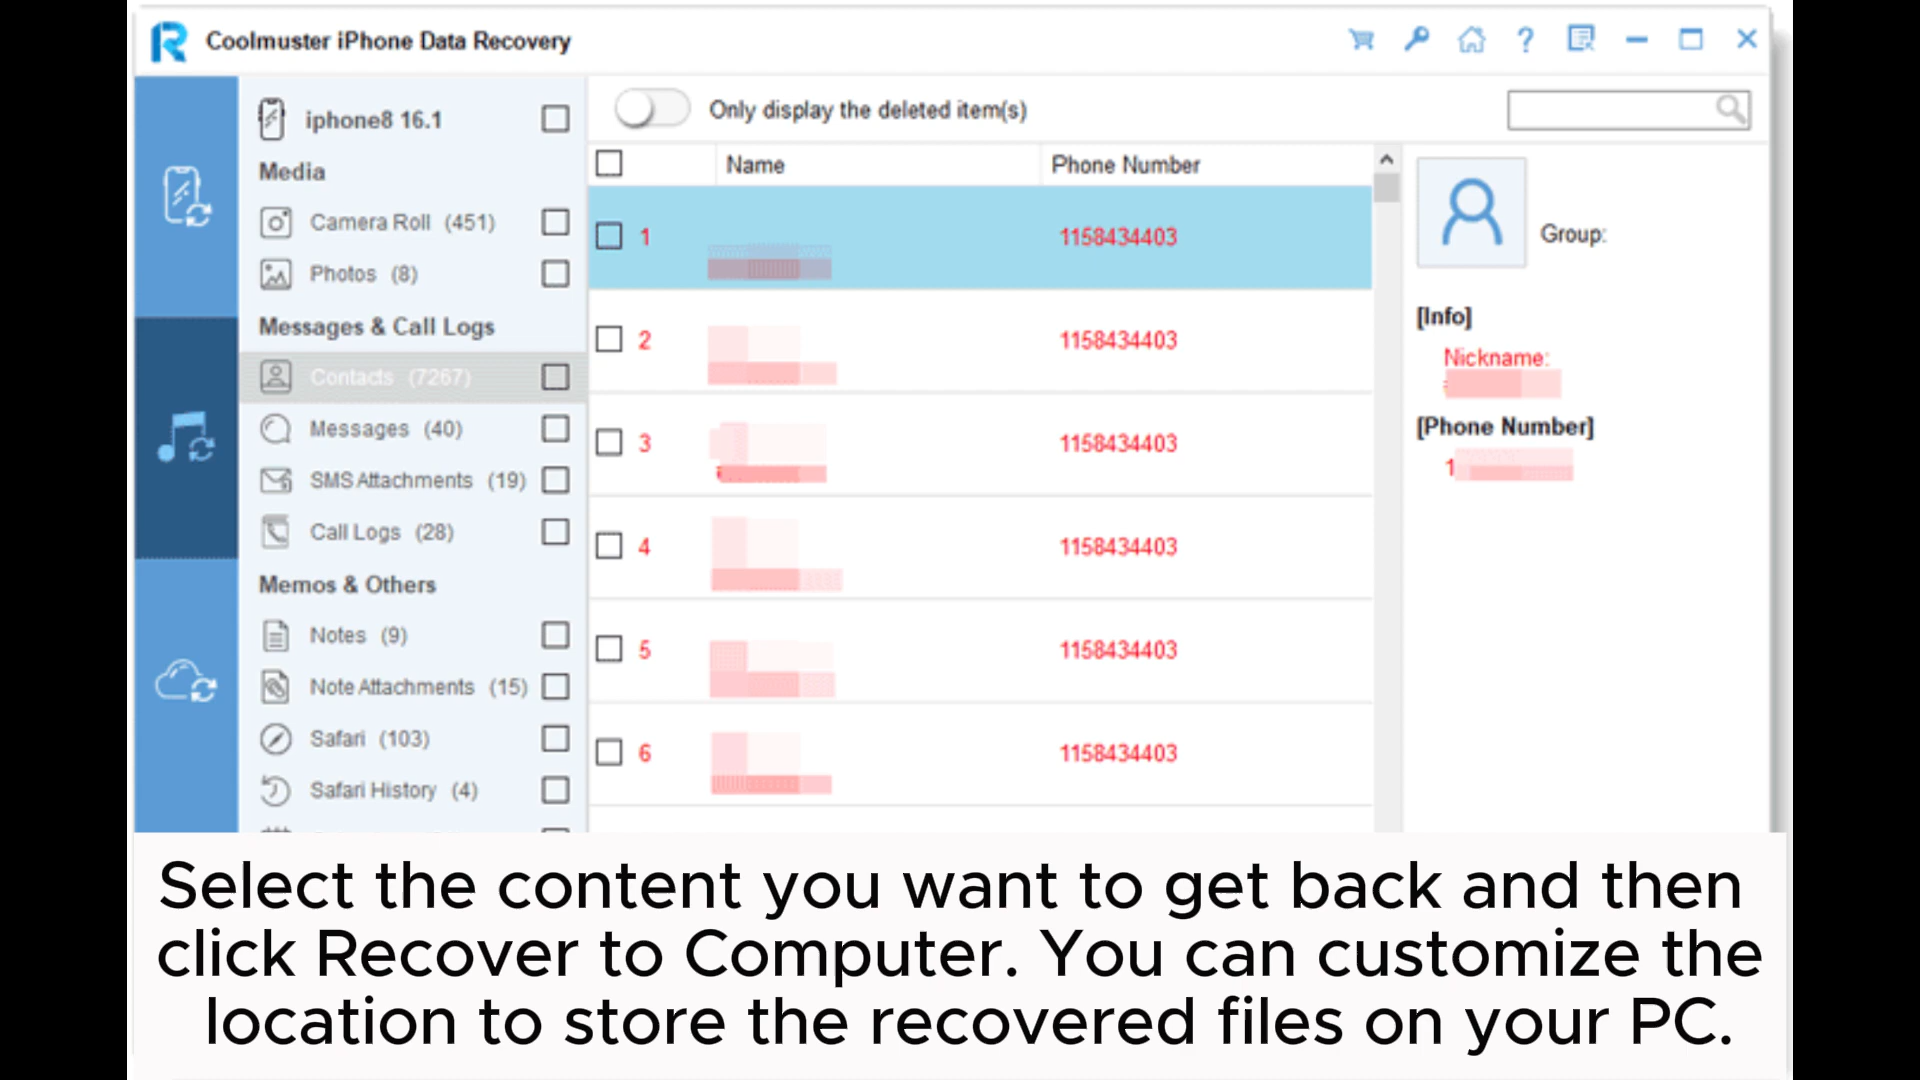 Coolmuster iPhone Data Recovery
iphone8 16.1
Media
Camera Roll (451)
Photos (8)
Messages & Call Logs
Contacts (7267)
Messages (40)
SMS Attachments (19)
Call Logs (28)
Memos & Others
Notes (9)
Note Attachments (15)
Safari (103)
Safari History (4)
Only display the deleted item(s)
Name Phone Number
1 1158434403
2 1158434403
3 1158434403
4 1158434403
5 1158434403
6 1158434403
Group:
[Info]
Nickname:
[Phone Number]
1
Select the content you want to get back and then
click Recover to Computer. You can customize the
location to store the recovered files on your PC.